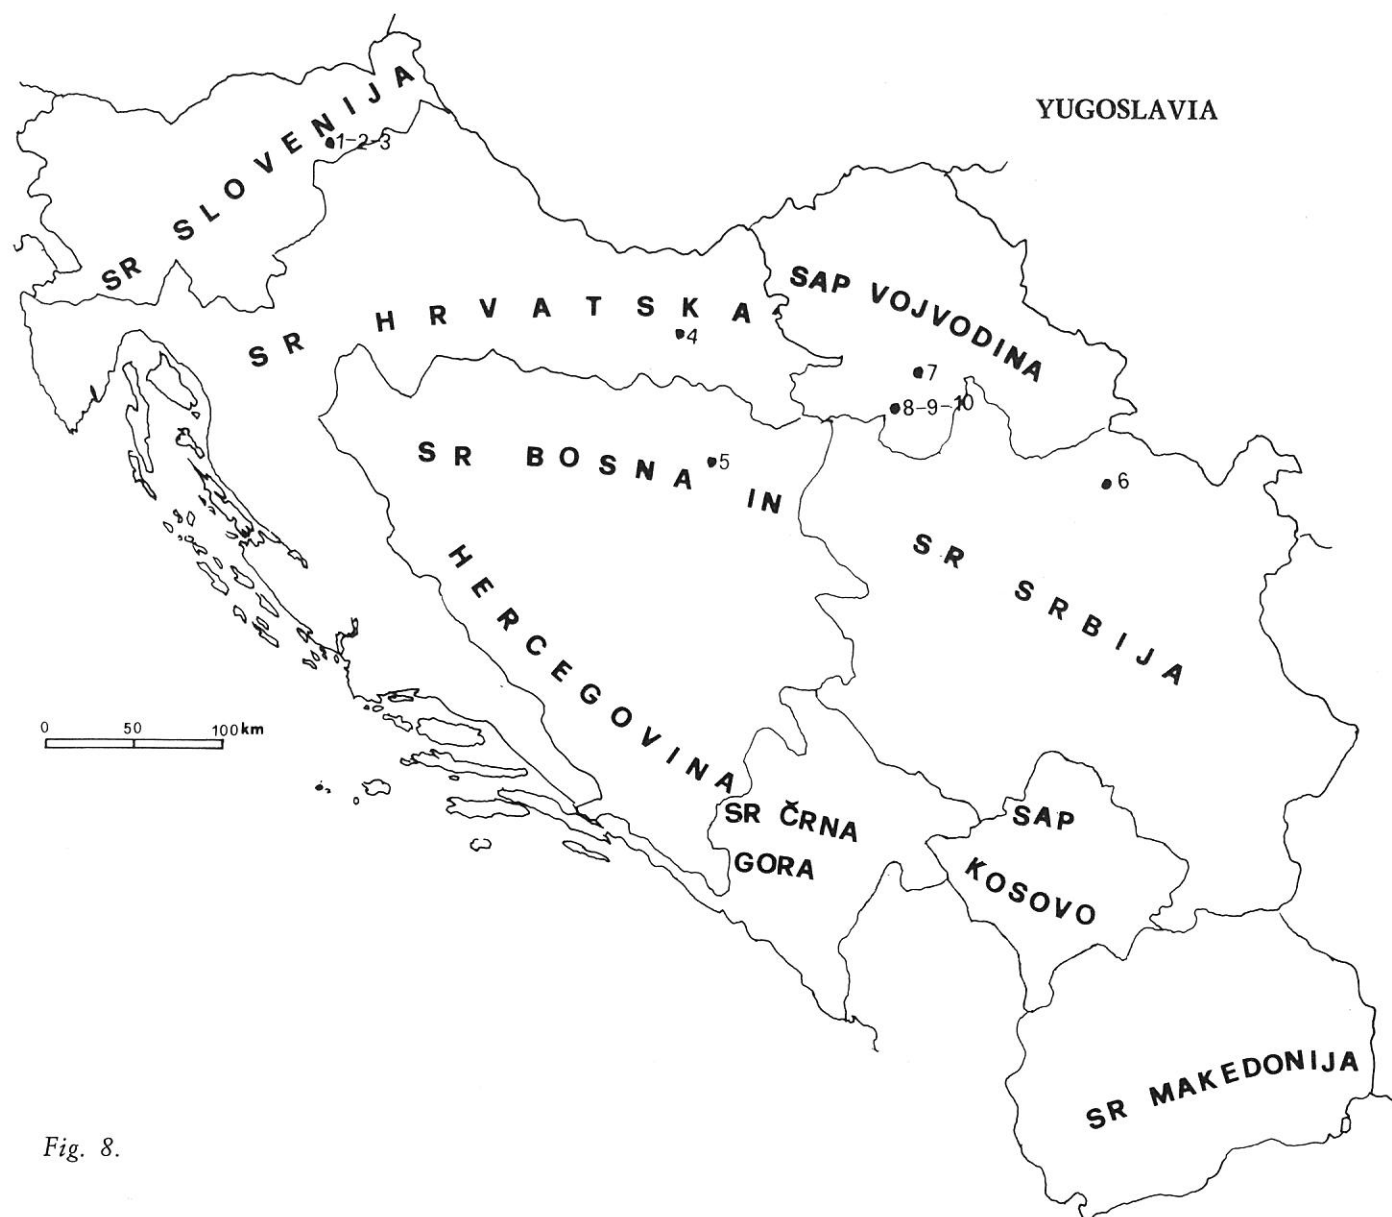 YUGOSLAVIA
SR SLOVENIJA
1-2-3
SR HRVATSKA
4
SAP VOJVODINA
7
8-9-10
SR BOSNA IN
5
HERCEGOVINA
6
SR SRBIJA
0 50 100km
SR ČRNA
GORA
SAP
KOSOVO
SR MAKEDONIJA
Fig. 8.